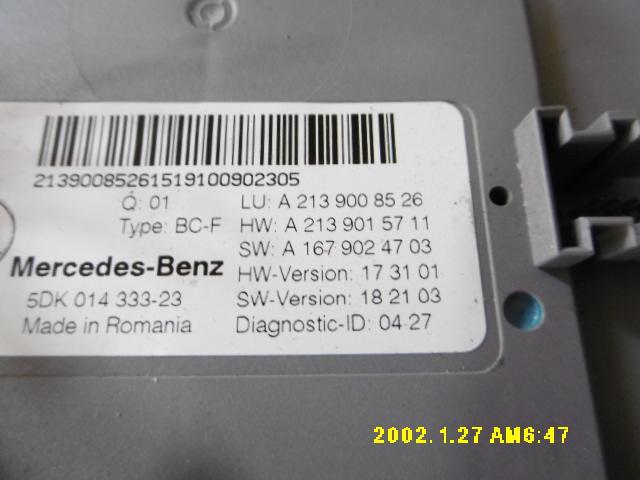 2139008526151910090​2305
Q: 01 LU: A 213 900 85 26
Type: BC-F HW: A 213 901 57 11
SW: A 167 902 47 03
Mercedes-Benz HW-Version: 17 31 01
5DK 014 333-23 SW-Version: 18 21 03
Made in Romania Diagnostic-ID: 04 27
2002.1.27 AM6:47